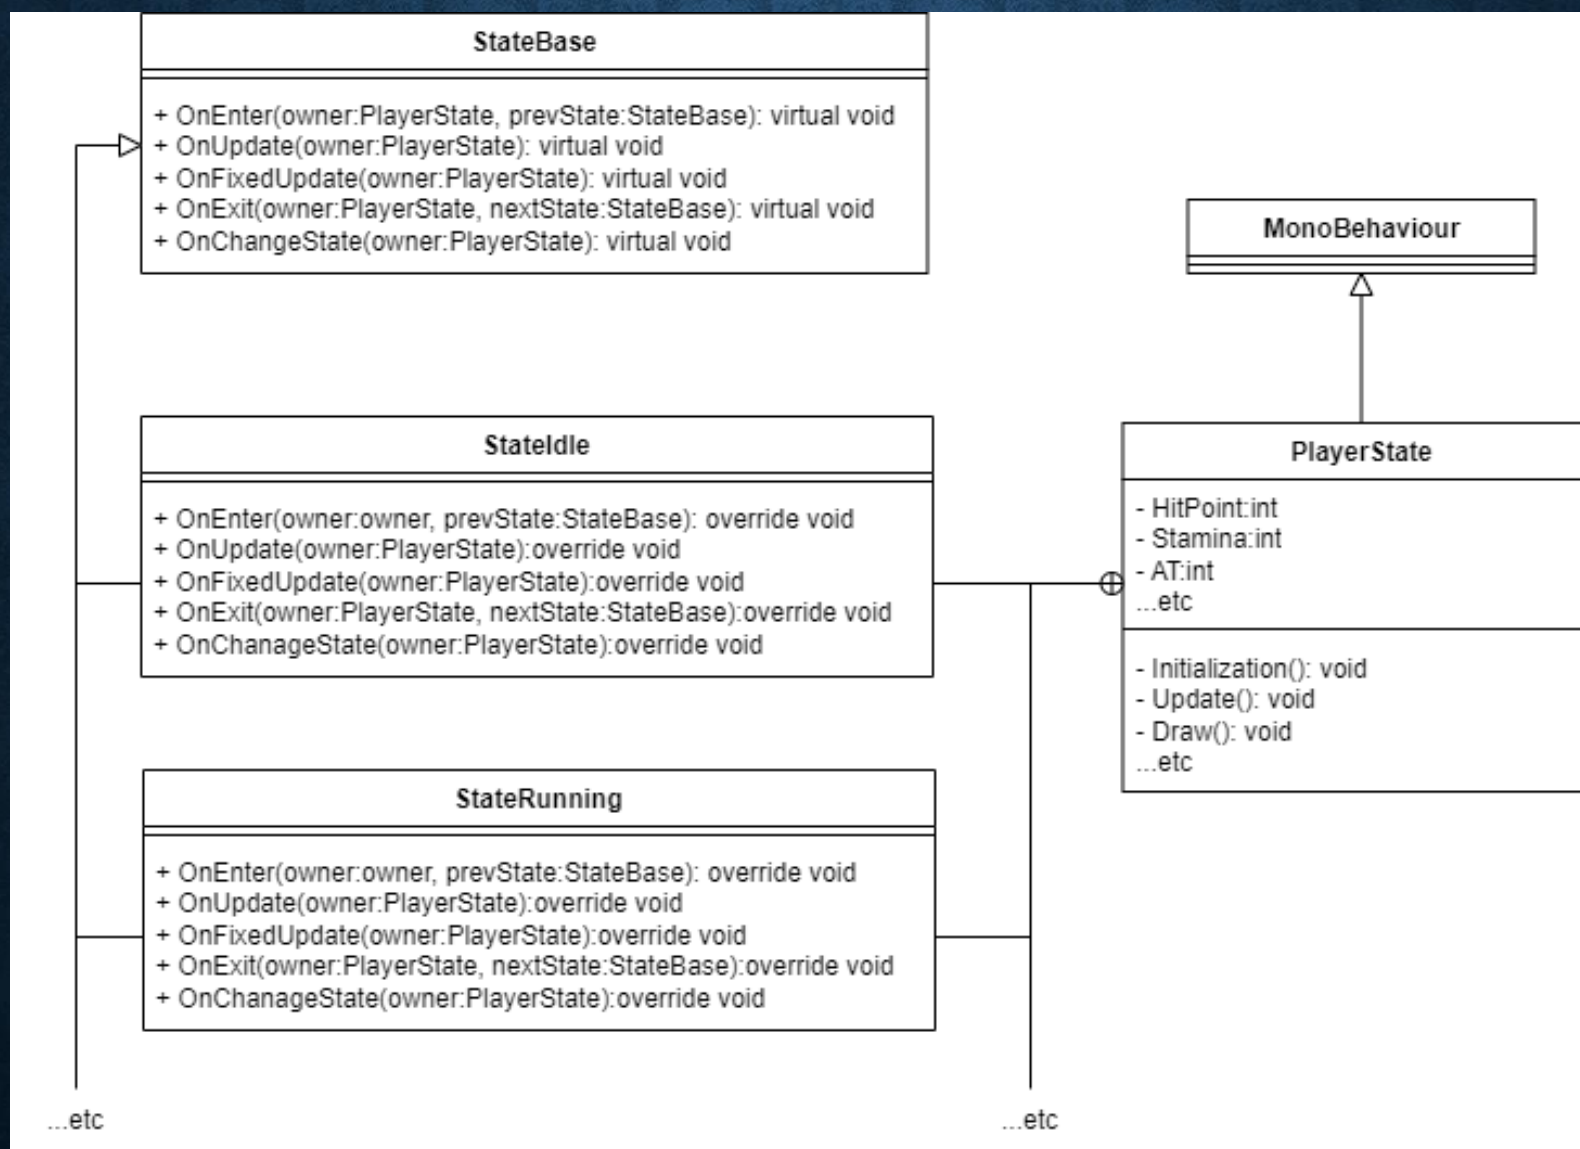 StateBase
+ OnEnter(owner:PlayerState, prevState:StateBase): virtual void
+ OnUpdate(owner:PlayerState): virtual void
+ OnFixedUpdate(owner:PlayerState): virtual void
+ OnExit(owner:PlayerState, nextState:StateBase): virtual void
+ OnChangeState(owner:PlayerState): virtual void
MonoBehaviour
StateIdle
+ OnEnter(owner:owner, prevState:StateBase): override void
+ OnUpdate(owner:PlayerState):override void
+ OnFixedUpdate(owner:PlayerState):override void
+ OnExit(owner:PlayerState, nextState:StateBase):override void
+ OnChanageState(owner:PlayerState):override void
PlayerState
- HitPoint:int
- Stamina:int
- AT:int
...etc
- Initialization(): void
- Update(): void
- Draw(): void
...etc
StateRunning
+ OnEnter(owner:owner, prevState:StateBase): override void
+ OnUpdate(owner:PlayerState):override void
+ OnFixedUpdate(owner:PlayerState):override void
+ OnExit(owner:PlayerState, nextState:StateBase):override void
+ OnChanageState(owner:PlayerState):override void
...etc
...etc